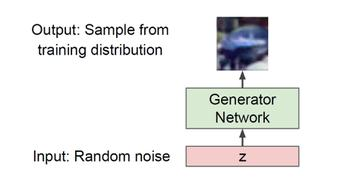 Output: Sample from
training distribution
Generator
Network
Input: Random noise
z